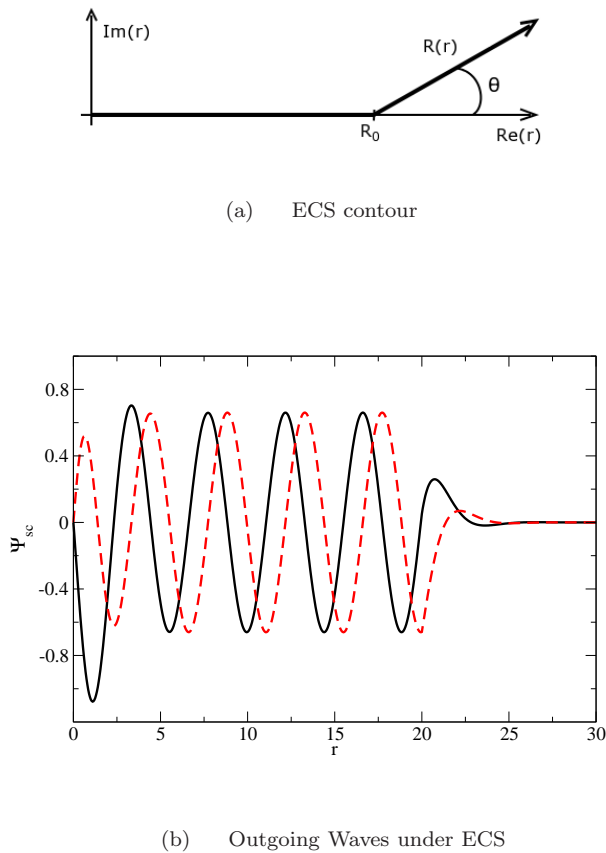 Im(r)
R(r)
θ
R0
Re(r)
(a) ECS contour
0.8
0.4
0
-0.4
-0.8
Ψsc
0 5 10 15 20 25 30
r
(b) Outgoing Waves under ECS